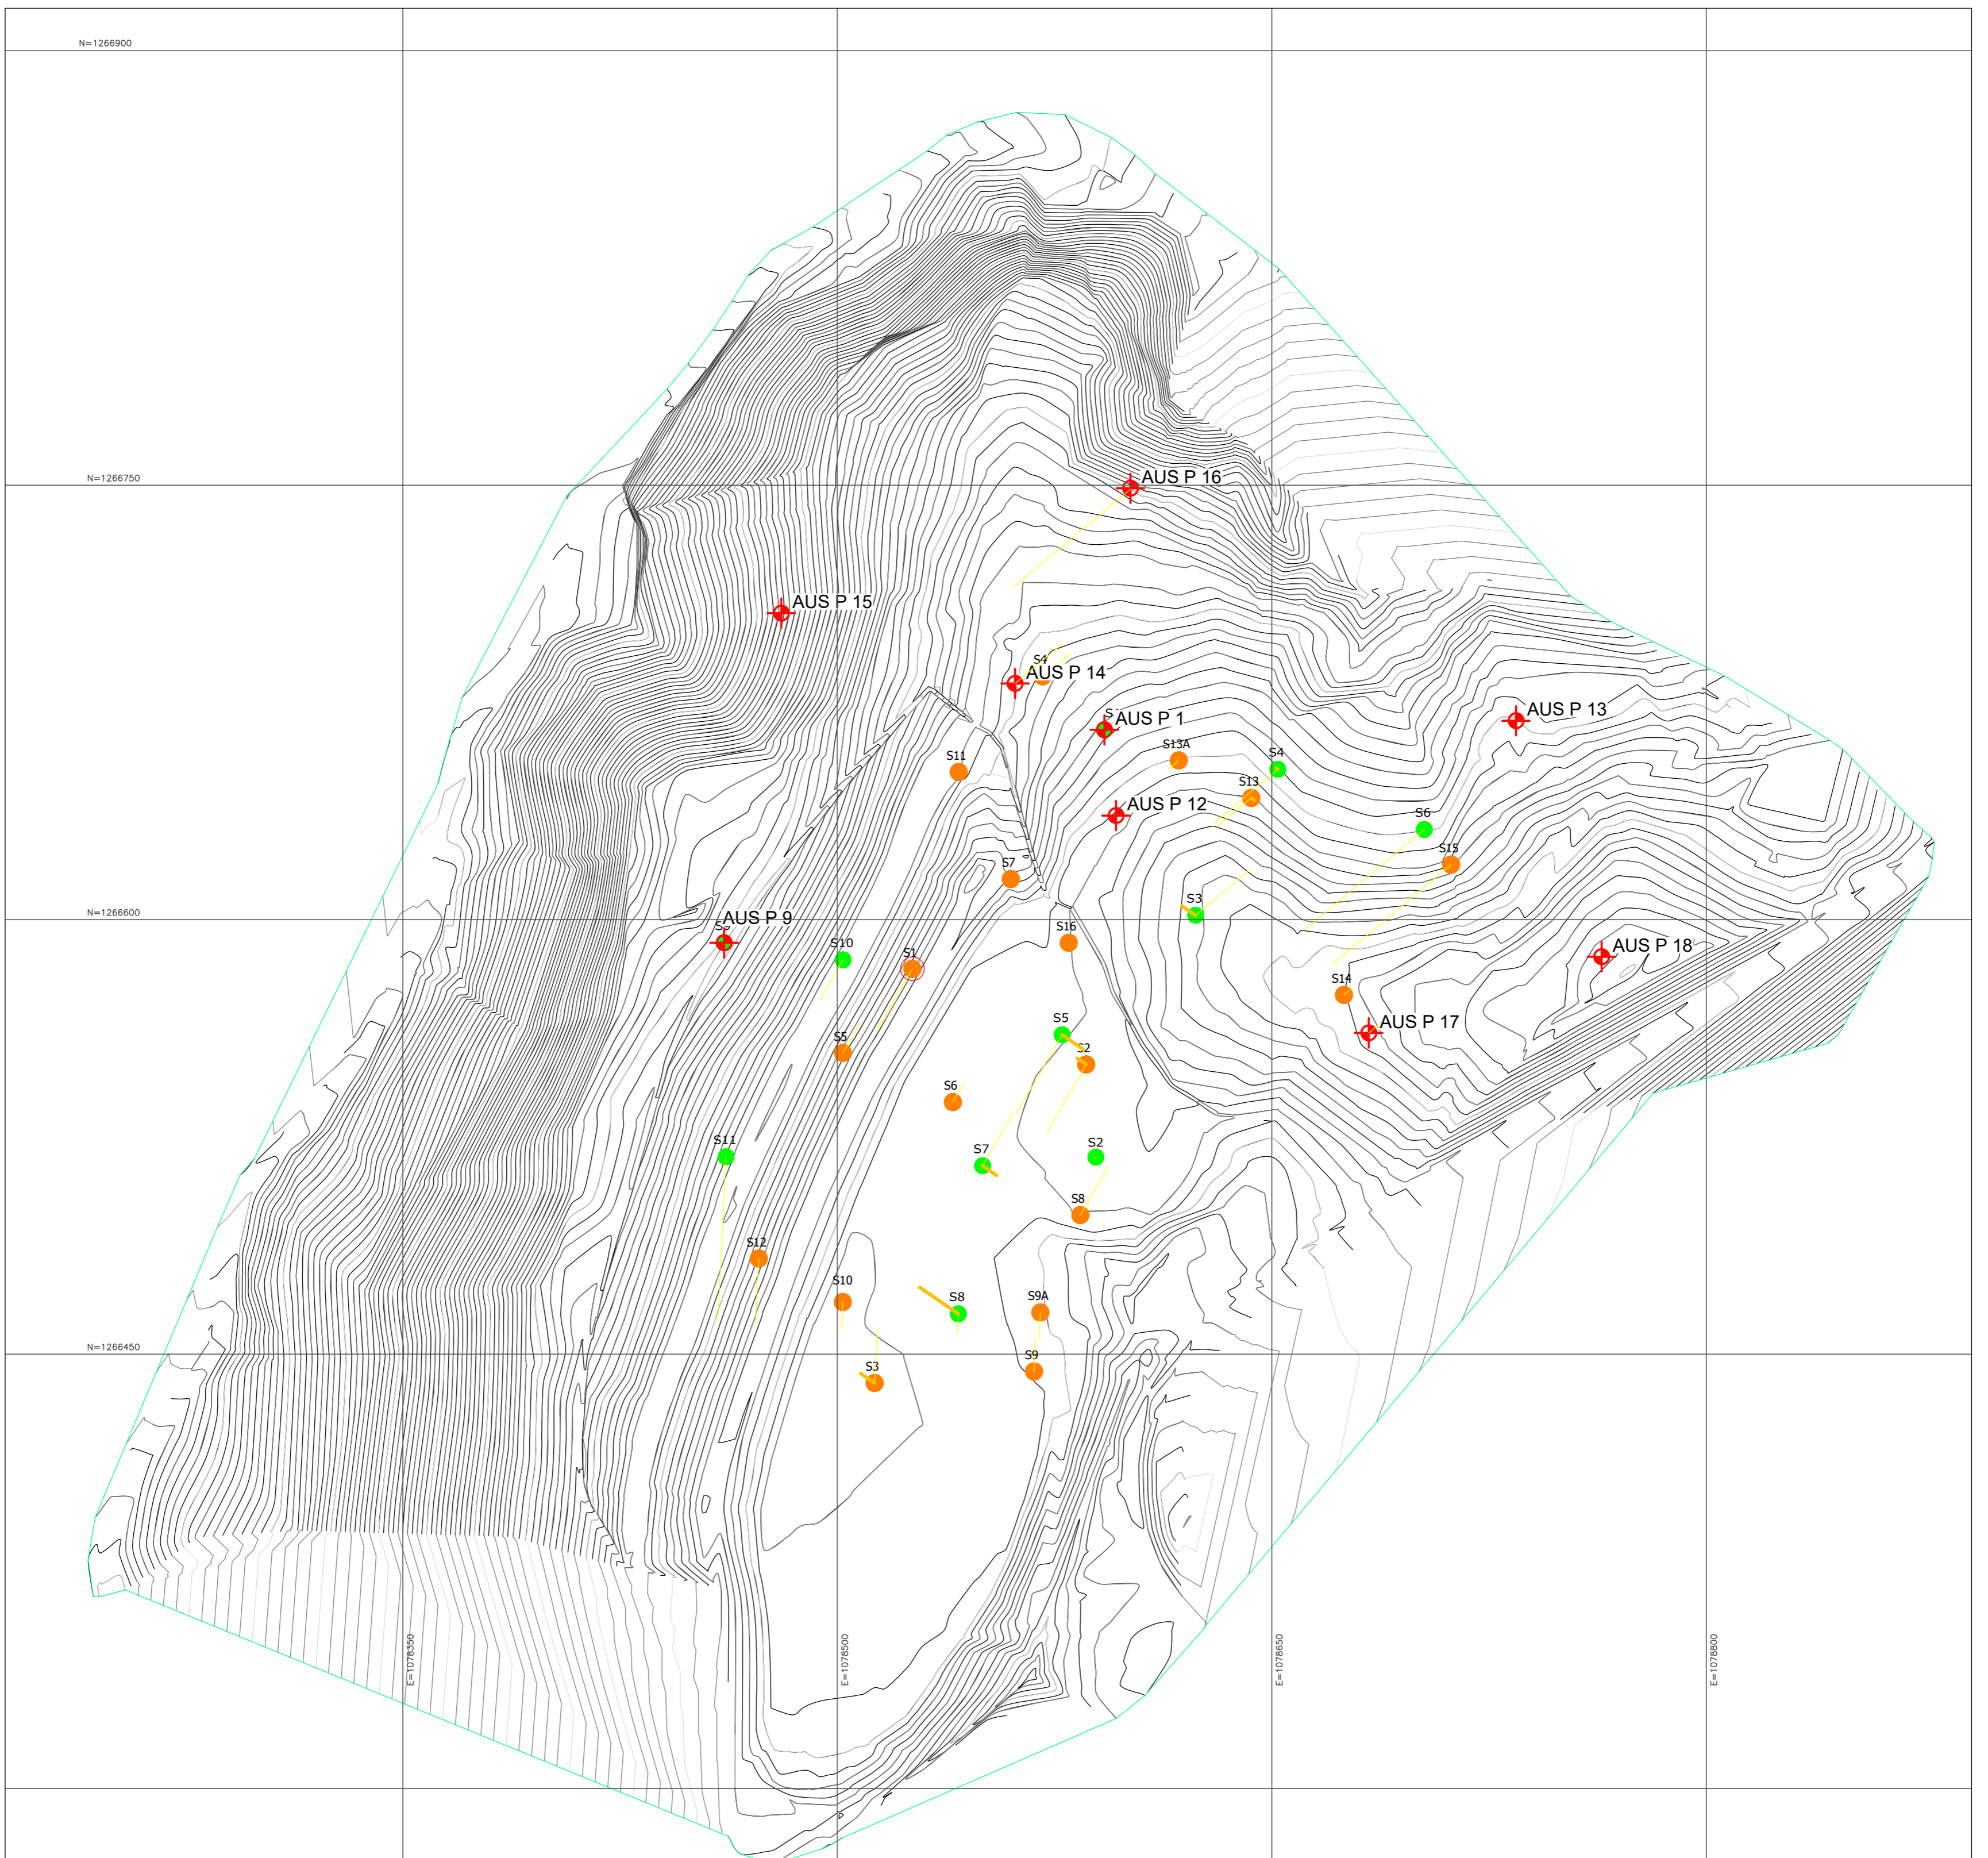 N=1266900
N=1266750
AUS P 16
AUS P 15
S4
AUS P 14
AUS P 1
AUS P 13
S13A
S4
S11
S13
AUS P 12
S6
S15
S7
S3
N=1266600
AUS P 9
S16
S10
S1
AUS P 18
S14
AUS P 17
S5
S5
S2
S6
S11
S7
S2
S8
S12
S10
S8
S9A
N=1266450
S3
S9
E=1078350
E=1078500
E=1078650
E=1078800